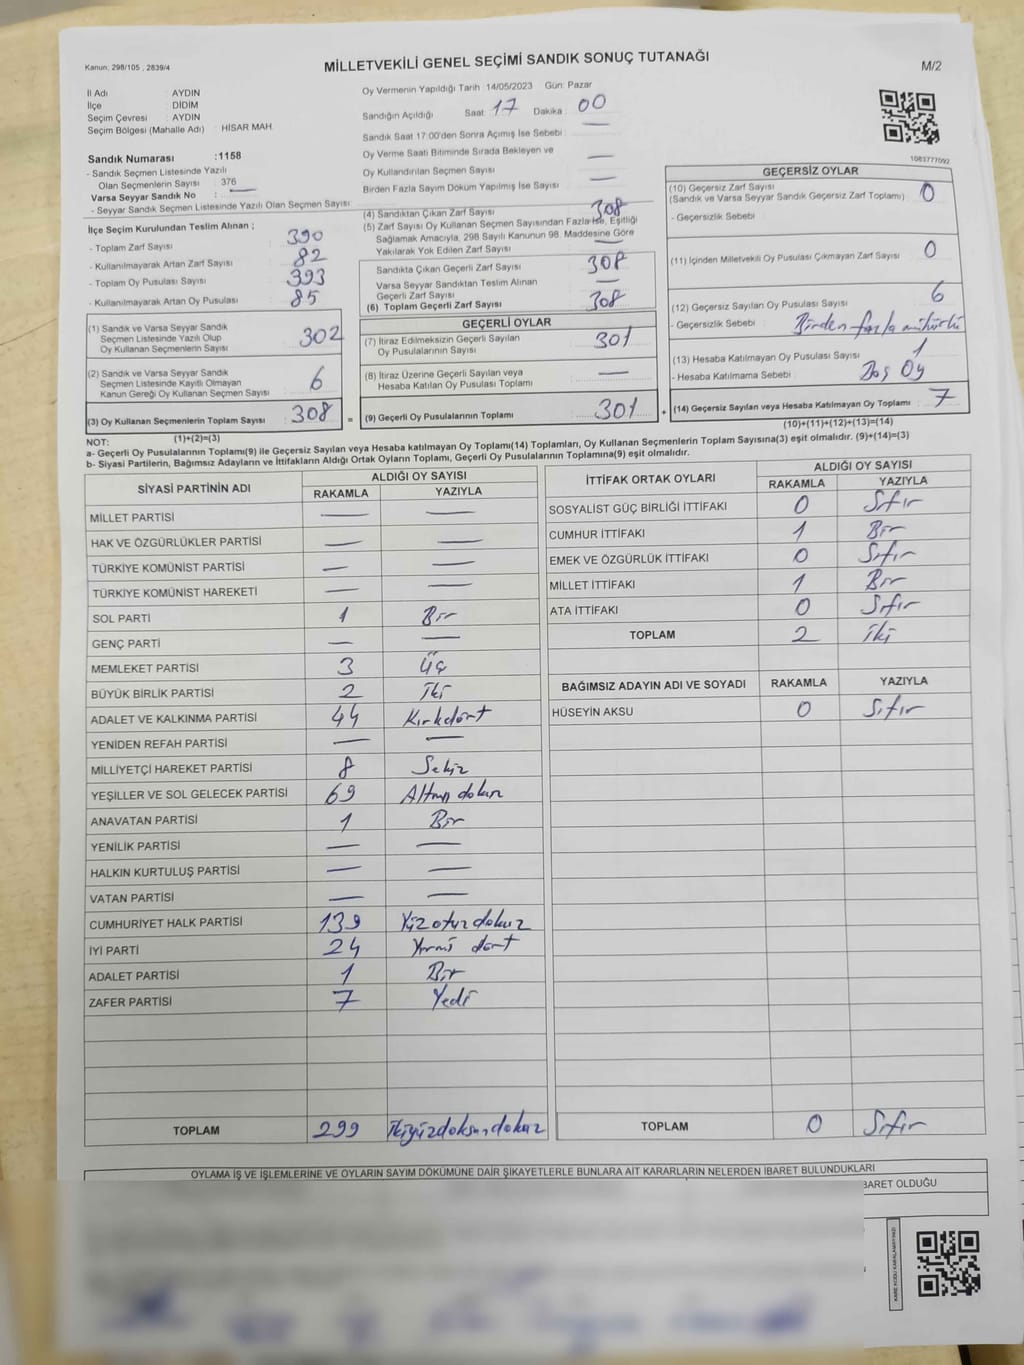 Kanun: 298/105 , 2839/4
MİLLETVEKİLİ GENEL SEÇİMİ SANDIK SONUÇ TUTANAĞI
M/2
İl Adı : AYDIN
İlçe : DİDİM
Seçim Çevresi : AYDIN
Seçim Bölgesi (Mahalle Adı) : HİSAR MAH.
Sandık Numarası :1158
- Sandık Seçmen Listesinde Yazılı
Olan Seçmenlerin Sayısı : 376
Varsa Seyyar Sandık No : —
- Seyyar Sandık Seçmen Listesinde Yazılı Olan Seçmen Sayısı:
Oy Vermenin Yapıldığı Tarih :14/05/2023 Gün: Pazar
Sandığın Açıldığı Saat : 17 Dakika : 00
Sandık Saat 17:00'den Sonra Açımış İse Sebebi : —
Oy Verme Saati Bitiminde Sırada Bekleyen ve
Oy Kullandırılan Seçmen Sayısı : —
Birden Fazla Sayım Döküm Yapılmış İse Sayısı : —
1083777092
İlçe Seçim Kurulundan Teslim Alınan ;
- Toplam Zarf Sayısı : 390
- Kullanılmayarak Artan Zarf Sayısı : 82
- Toplam Oy Pusulası Sayısı : 393
- Kullanılmayarak Artan Oy Pusulası : 85
(1) Sandık ve Varsa Seyyar Sandık
Seçmen Listesinde Yazılı Olup
Oy Kullanan Seçmenlerin Sayısı : 302
(2) Sandık ve Varsa Seyyar Sandık
Seçmen Listesinde Kayıtlı Olmayan
Kanun Gereği Oy Kullanan Seçmen Sayısı : 6
(3) Oy Kullanan Seçmenlerin Toplam Sayısı : 308
(1)+(2)=(3)
(4) Sandıktan Çıkan Zarf Sayısı : 308
(5) Zarf Sayısı Oy Kullanan Seçmen Sayısından Fazla İse, Eşitliği
Sağlamak Amacıyla, 298 Sayılı Kanunun 98. Maddesine Göre
Yakılarak Yok Edilen Zarf Sayısı : —
Sandıkta Çıkan Geçerli Zarf Sayısı : 308
Varsa Seyyar Sandıktan Teslim Alınan
Geçerli Zarf Sayısı : —
(6) Toplam Geçerli Zarf Sayısı : 308
GEÇERLİ OYLAR
(7) İtiraz Edilmeksizin Geçerli Sayılan
Oy Pusulalarının Sayısı : 301
(8) İtiraz Üzerine Geçerli Sayılan veya
Hesaba Katılan Oy Pusulası Toplamı : —
= (9) Geçerli Oy Pusulalarının Toplamı : 301 +
GEÇERSİZ OYLAR
(10) Geçersiz Zarf Sayısı
(Sandık ve Varsa Seyyar Sandık Geçersiz Zarf Toplamı) : 0
- Geçersizlik Sebebi :
(11) İçinden Milletvekili Oy Pusulası Çıkmayan Zarf Sayısı : 0
(12) Geçersiz Sayılan Oy Pusulası Sayısı : 6
- Geçersizlik Sebebi : Birden fazla mühürlü
(13) Hesaba Katılmayan Oy Pusulası Sayısı : 1
- Hesaba Katılmama Sebebi : Boş Oy
(14) Geçersiz Sayılan veya Hesaba Katılmayan Oy Toplamı : 7
(10)+(11)+(12)+(13)=(14)
NOT:
a- Geçerli Oy Pusulalarının Toplamı(9) ile Geçersiz Sayılan veya Hesaba katılmayan Oy Toplamı(14) Toplamları, Oy Kullanan Seçmenlerin Toplam Sayısına(3) eşit olmalıdır. (9)+(14)=(3)
b- Siyasi Partilerin, Bağımsız Adayların ve İttifakların Aldığı Ortak Oyların Toplamı, Geçerli Oy Pusulalarının Toplamına(9) eşit olmalıdır.
SİYASİ PARTİNİN ADI ALDIĞI OY SAYISI
RAKAMLA YAZIYLA
MİLLET PARTİSİ — —
HAK VE ÖZGÜRLÜKLER PARTİSİ — —
TÜRKİYE KOMÜNİST PARTİSİ — —
TÜRKİYE KOMÜNİST HAREKETİ — —
SOL PARTİ 1 Bir
GENÇ PARTİ — —
MEMLEKET PARTİSİ 3 Üç
BÜYÜK BİRLİK PARTİSİ 2 İki
ADALET VE KALKINMA PARTİSİ 44 Kırkdört
YENİDEN REFAH PARTİSİ — —
MİLLİYETÇİ HAREKET PARTİSİ 8 Sekiz
YEŞİLLER VE SOL GELECEK PARTİSİ 69 Altmış dokuz
ANAVATAN PARTİSİ 1 Bir
YENİLİK PARTİSİ — —
HALKIN KURTULUŞ PARTİSİ — —
VATAN PARTİSİ — —
CUMHURİYET HALK PARTİSİ 139 Yüz otuz dokuz
İYİ PARTİ 24 Yirmi dört
ADALET PARTİSİ 1 Bir
ZAFER PARTİSİ 7 Yedi
TOPLAM 299 İkiyüzdoksandokuz
İTTİFAK ORTAK OYLARI ALDIĞI OY SAYISI
RAKAMLA YAZIYLA
SOSYALİST GÜÇ BİRLİĞİ İTTİFAKI 0 Sıfır
CUMHUR İTTİFAKI 1 Bir
EMEK VE ÖZGÜRLÜK İTTİFAKI 0 Sıfır
MİLLET İTTİFAKI 1 Bir
ATA İTTİFAKI 0 Sıfır
TOPLAM 2 İki
BAĞIMSIZ ADAYIN ADI VE SOYADI RAKAMLA YAZIYLA
HÜSEYİN AKSU 0 Sıfır
TOPLAM 0 Sıfır
OYLAMA İŞ VE İŞLEMLERİNE VE OYLARIN SAYIM DÖKÜMÜNE DAİR ŞİKAYETLERLE BUNLARA AİT KARARLARIN NELERDEN İBARET BULUNDUKLARI
BARET OLDUĞU